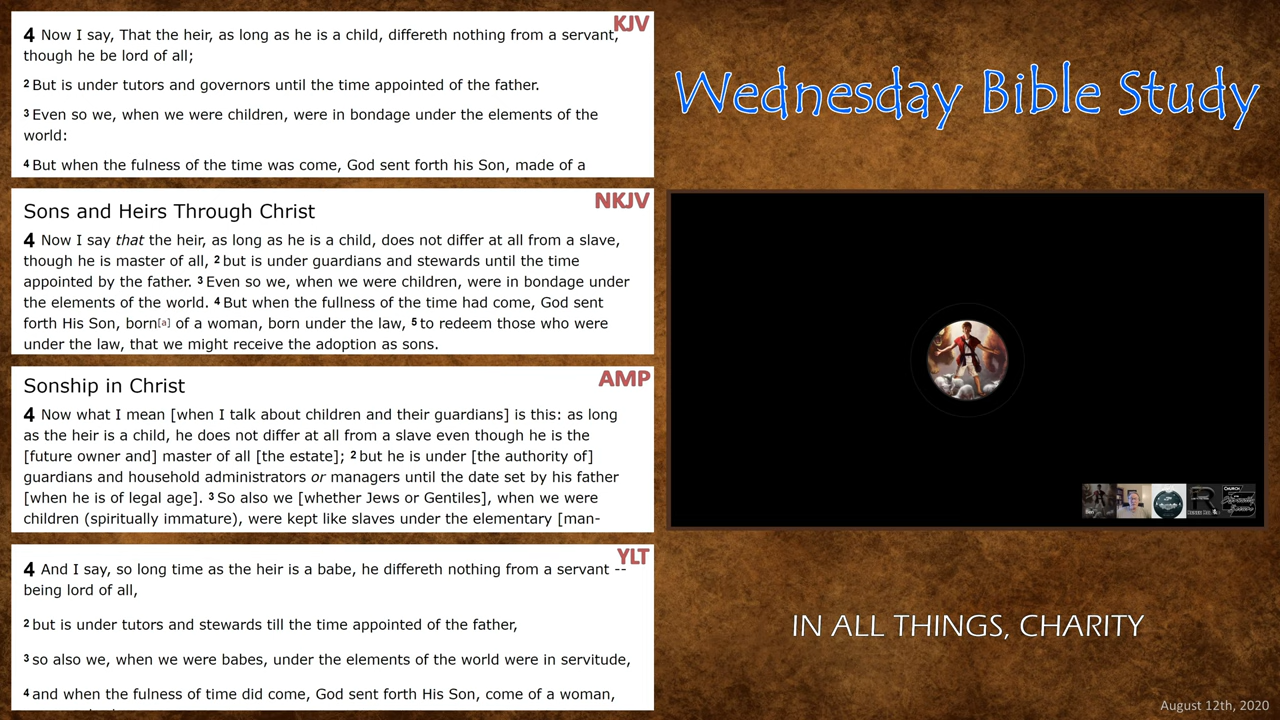 KJV
4 Now I say, That the heir, as long as he is a child, differeth nothing from a servant,
though he be lord of all;
2 But is under tutors and governors until the time appointed of the father.
3 Even so we, when we were children, were in bondage under the elements of the
world:
4 But when the fulness of the time was come, God sent forth his Son, made of a
NKJV
Sons and Heirs Through Christ
4 Now I say that the heir, as long as he is a child, does not differ at all from a slave,
though he is master of all, 2 but is under guardians and stewards until the time
appointed by the father. 3 Even so we, when we were children, were in bondage under
the elements of the world. 4 But when the fullness of the time had come, God sent
forth His Son, born[a] of a woman, born under the law, 5 to redeem those who were
under the law, that we might receive the adoption as sons.
AMP
Sonship in Christ
4 Now what I mean [when I talk about children and their guardians] is this: as long
as the heir is a child, he does not differ at all from a slave even though he is the
[future owner and] master of all [the estate]; 2 but he is under [the authority of]
guardians and household administrators or managers until the date set by his father
[when he is of legal age]. 3 So also we [whether Jews or Gentiles], when we were
children (spiritually immature), were kept like slaves under the elementary [man-
YLT
4 And I say, so long time as the heir is a babe, he differeth nothing from a servant --
being lord of all,
2 but is under tutors and stewards till the time appointed of the father,
3 so also we, when we were babes, under the elements of the world were in servitude,
4 and when the fulness of time did come, God sent forth His Son, come of a woman,
Wednesday Bible Study
CHURCH
R
IN ALL THINGS, CHARITY
August 12th, 2020